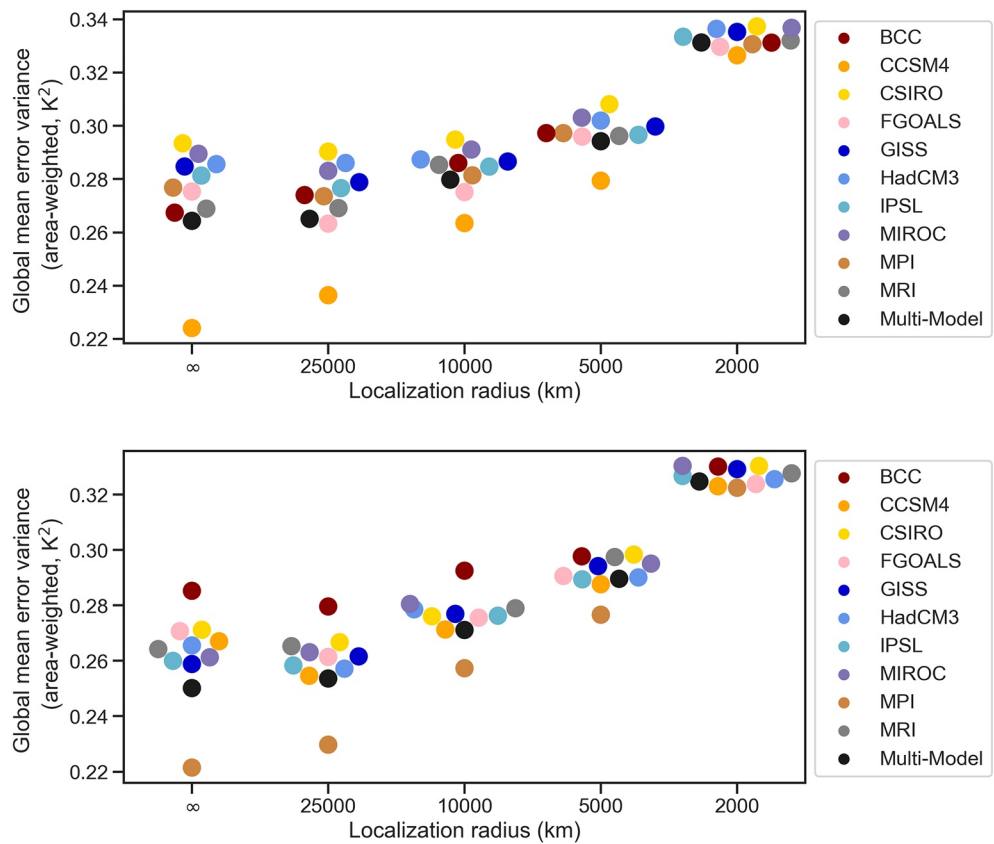 Global mean error variance
(area-weighted, K²)
0.34
0.32
0.30
0.28
0.26
0.24
0.22
∞ 25000 10000 5000 2000
Localization radius (km)
BCC
CCSM4
CSIRO
FGOALS
GISS
HadCM3
IPSL
MIROC
MPI
MRI
Multi-Model
Global mean error variance
(area-weighted, K²)
0.32
0.30
0.28
0.26
0.24
0.22
∞ 25000 10000 5000 2000
Localization radius (km)
BCC
CCSM4
CSIRO
FGOALS
GISS
HadCM3
IPSL
MIROC
MPI
MRI
Multi-Model